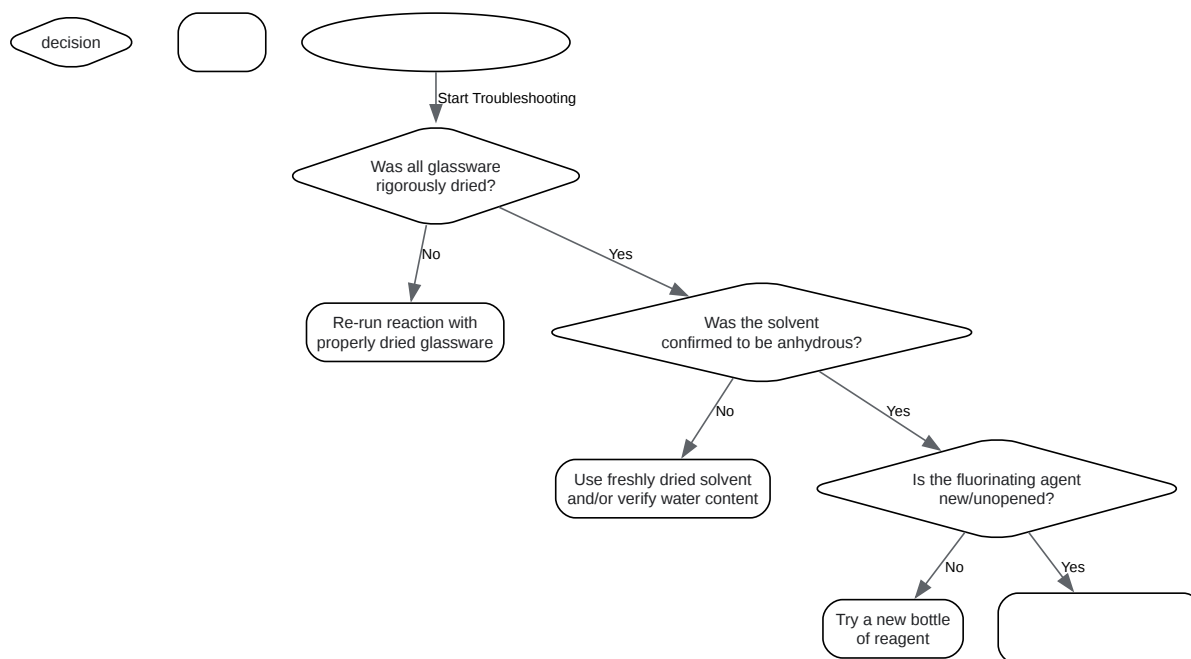 decision
Start Troubleshooting
Was all glassware
rigorously dried?
No
Yes
Re-run reaction with
properly dried glassware
Was the solvent
confirmed to be anhydrous?
No
Yes
Use freshly dried solvent
and/or verify water content
Is the fluorinating agent
new/unopened?
No
Yes
Try a new bottle
of reagent